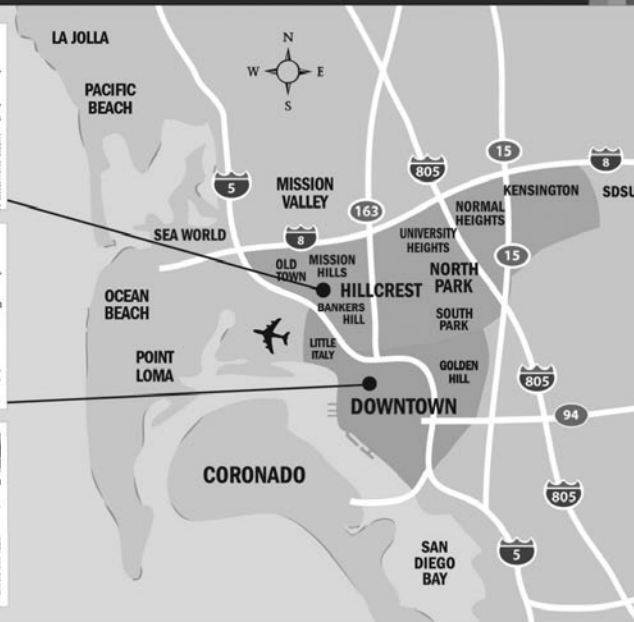 LA JOLLA
PACIFIC
BEACH
N
W
E
S
15
805
8
5
MISSION
VALLEY
163
KENSINGTON
SDSU
NORMAL
HEIGHTS
SEA WORLD
8
UNIVERSITY
HEIGHTS
15
OLD
TOWN
MISSION
HILLS
NORTH
PARK
OCEAN
BEACH
HILLCREST
BANKERS
HILL
SOUTH
PARK
LITTLE
ITALY
POINT
LOMA
GOLDEN
HILL
805
DOWNTOWN
94
CORONADO
805
SAN
DIEGO
BAY
5